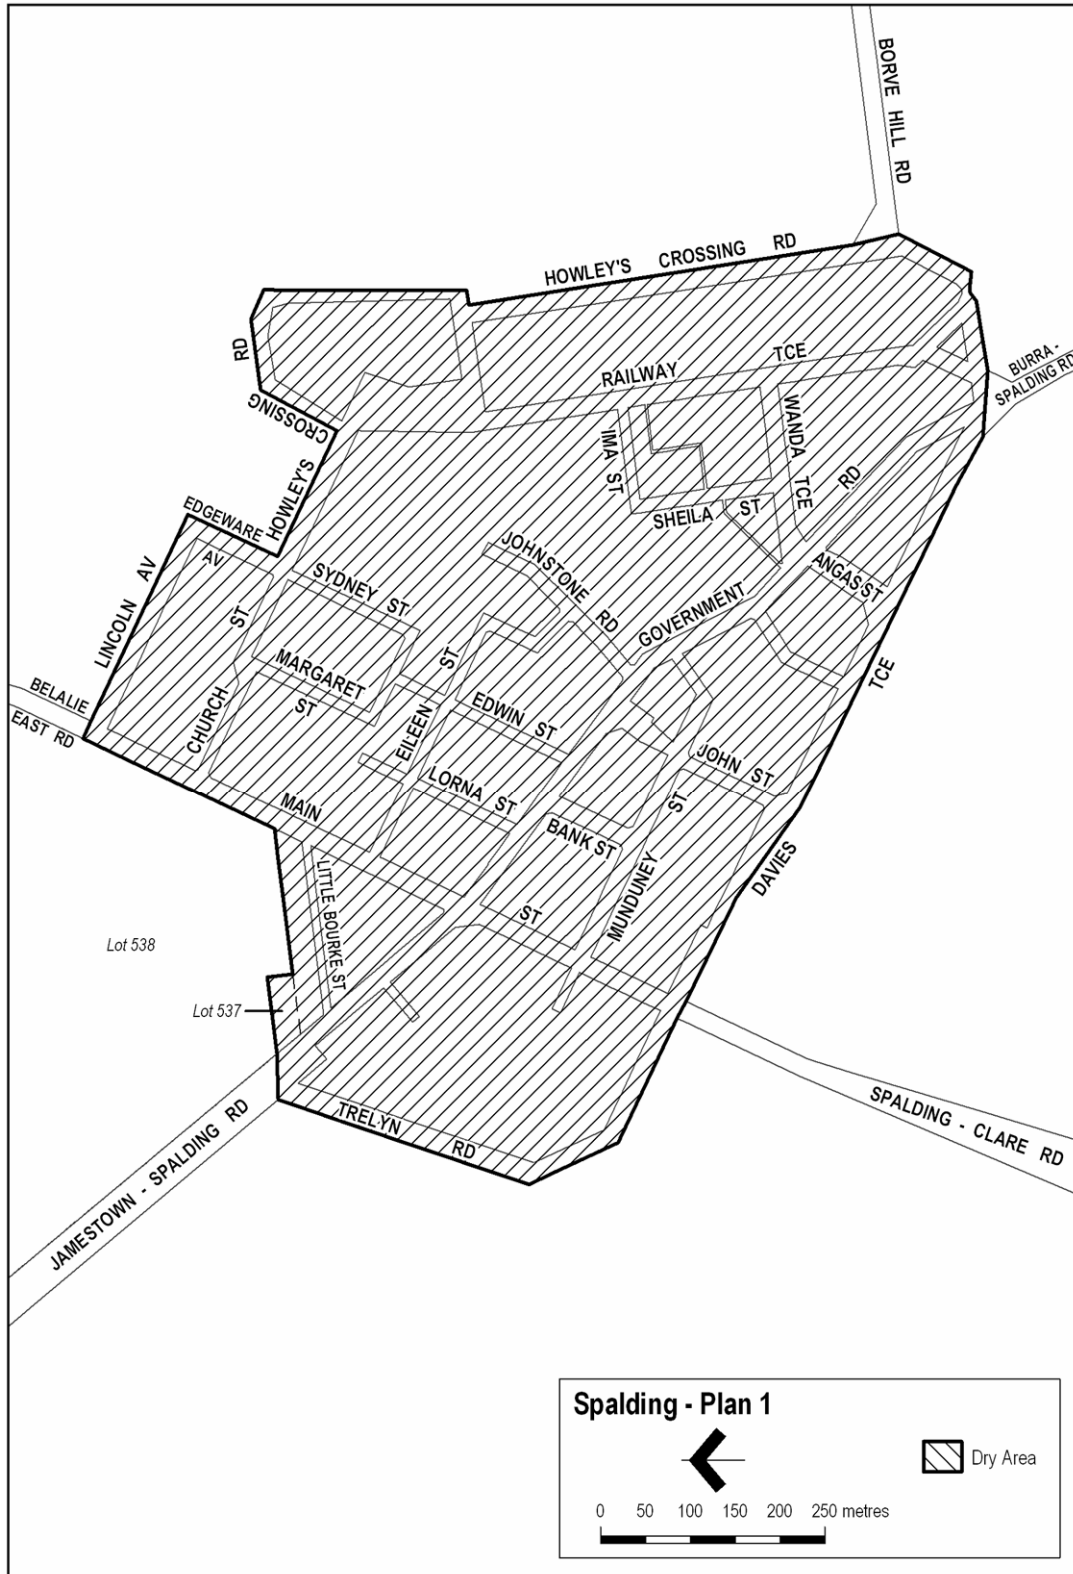 BORVE HILL RD
HOWLEY'S CROSSING RD
RD
CROSSING
HOWLEY'S
RAILWAY TCE
BURRA -
SPALDING RD
WANDA TCE
IMA ST
SHEILA ST
RD
EDGEWARE
AV
LINCOLN AV
JOHNSTONE RD
SYDNEY ST
ANGAS ST
GOVERNMENT
ST
MARGARET
ST
CHURCH
BELALIE
EAST RD
EILEEN ST
EDWIN ST
TCE
JOHN ST
LORNA ST
MAIN
ST
BANK ST
MUNDUNEY ST
DAVIES
LITTLE BOURKE ST
Lot 538
Lot 537
TRELYN RD
JAMESTOWN - SPALDING RD
SPALDING - CLARE RD
Spalding - Plan 1
Dry Area
0 50 100 150 200 250 metres